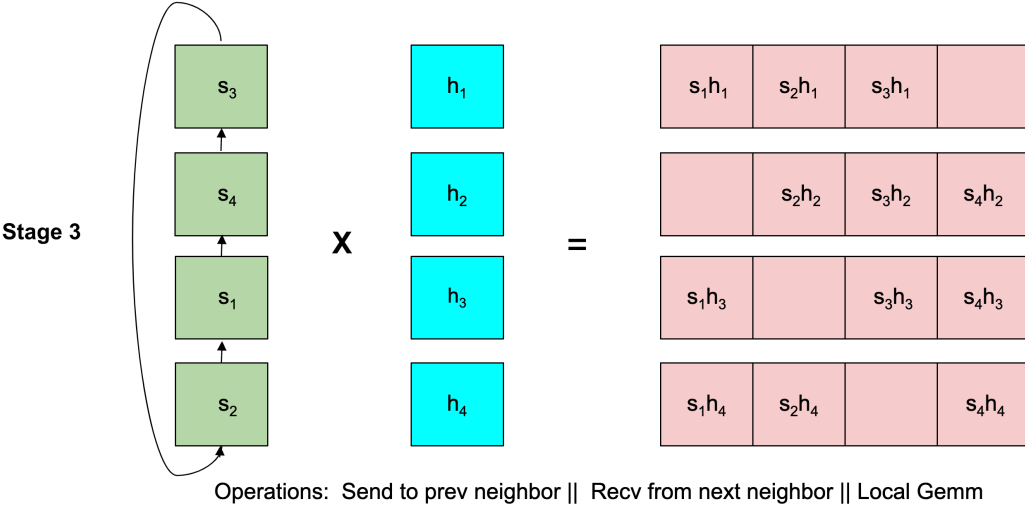 s₃ h₁ s₁h₁ s₂h₁ s₃h₁
s₄ h₂ s₂h₂ s₃h₂ s₄h₂
Stage 3 X =
s₁ h₃ s₁h₃ s₃h₃ s₄h₃
s₂ h₄ s₁h₄ s₂h₄ s₄h₄
Operations: Send to prev neighbor || Recv from next neighbor || Local Gemm